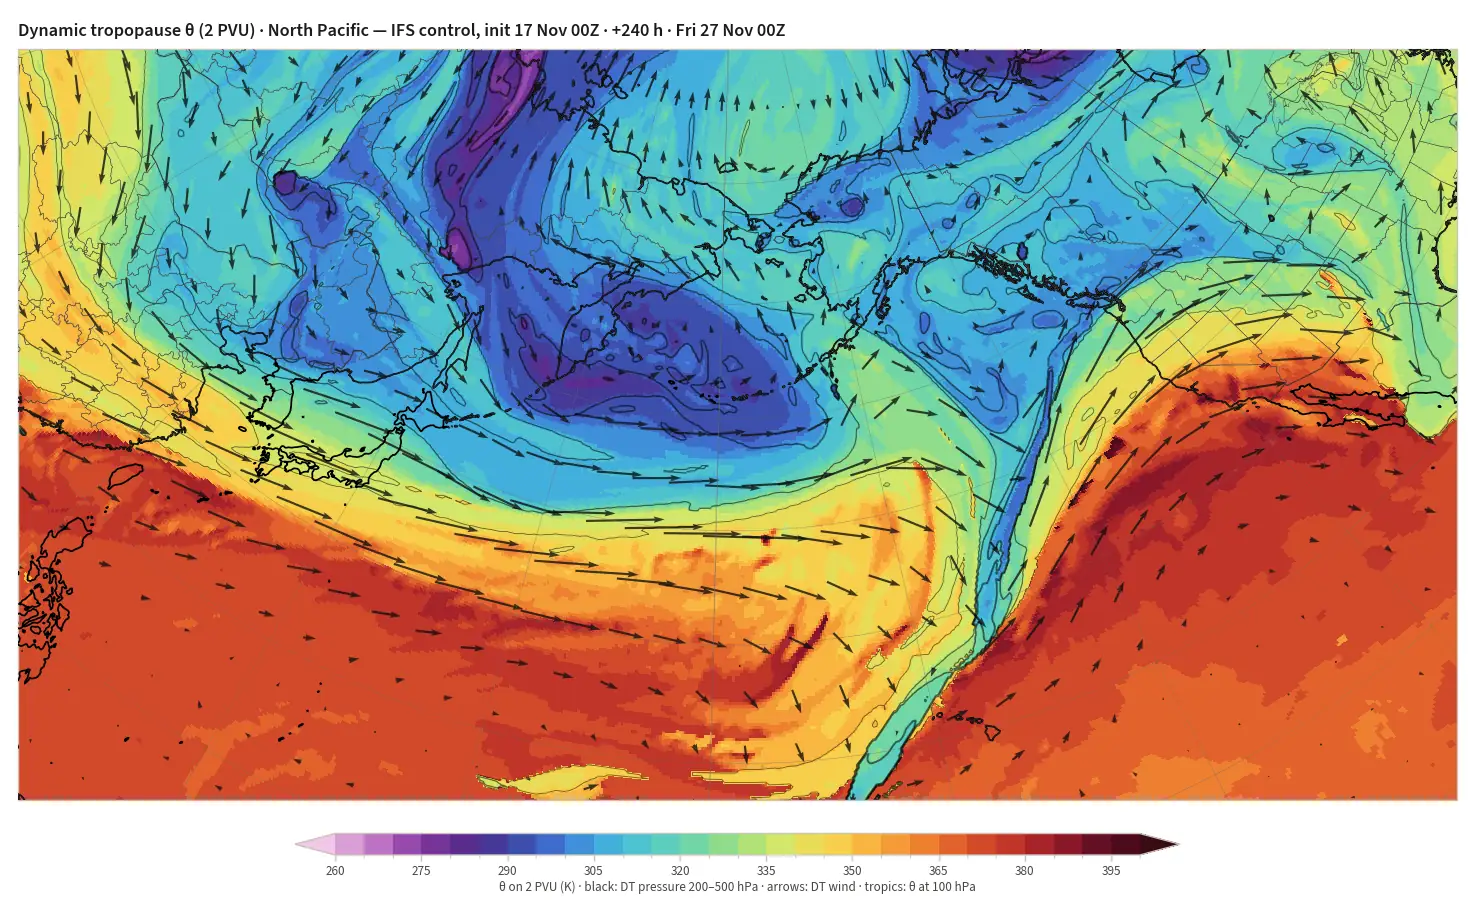 Dynamic tropopause θ (2 PVU) · North Pacific — IFS control, init 17 Nov 00Z · +240 h · Fri 27 Nov 00Z
260 275 290 305 320 335 350 365 380 395
θ on 2 PVU (K) · black: DT pressure 200–500 hPa · arrows: DT wind · tropics: θ at 100 hPa